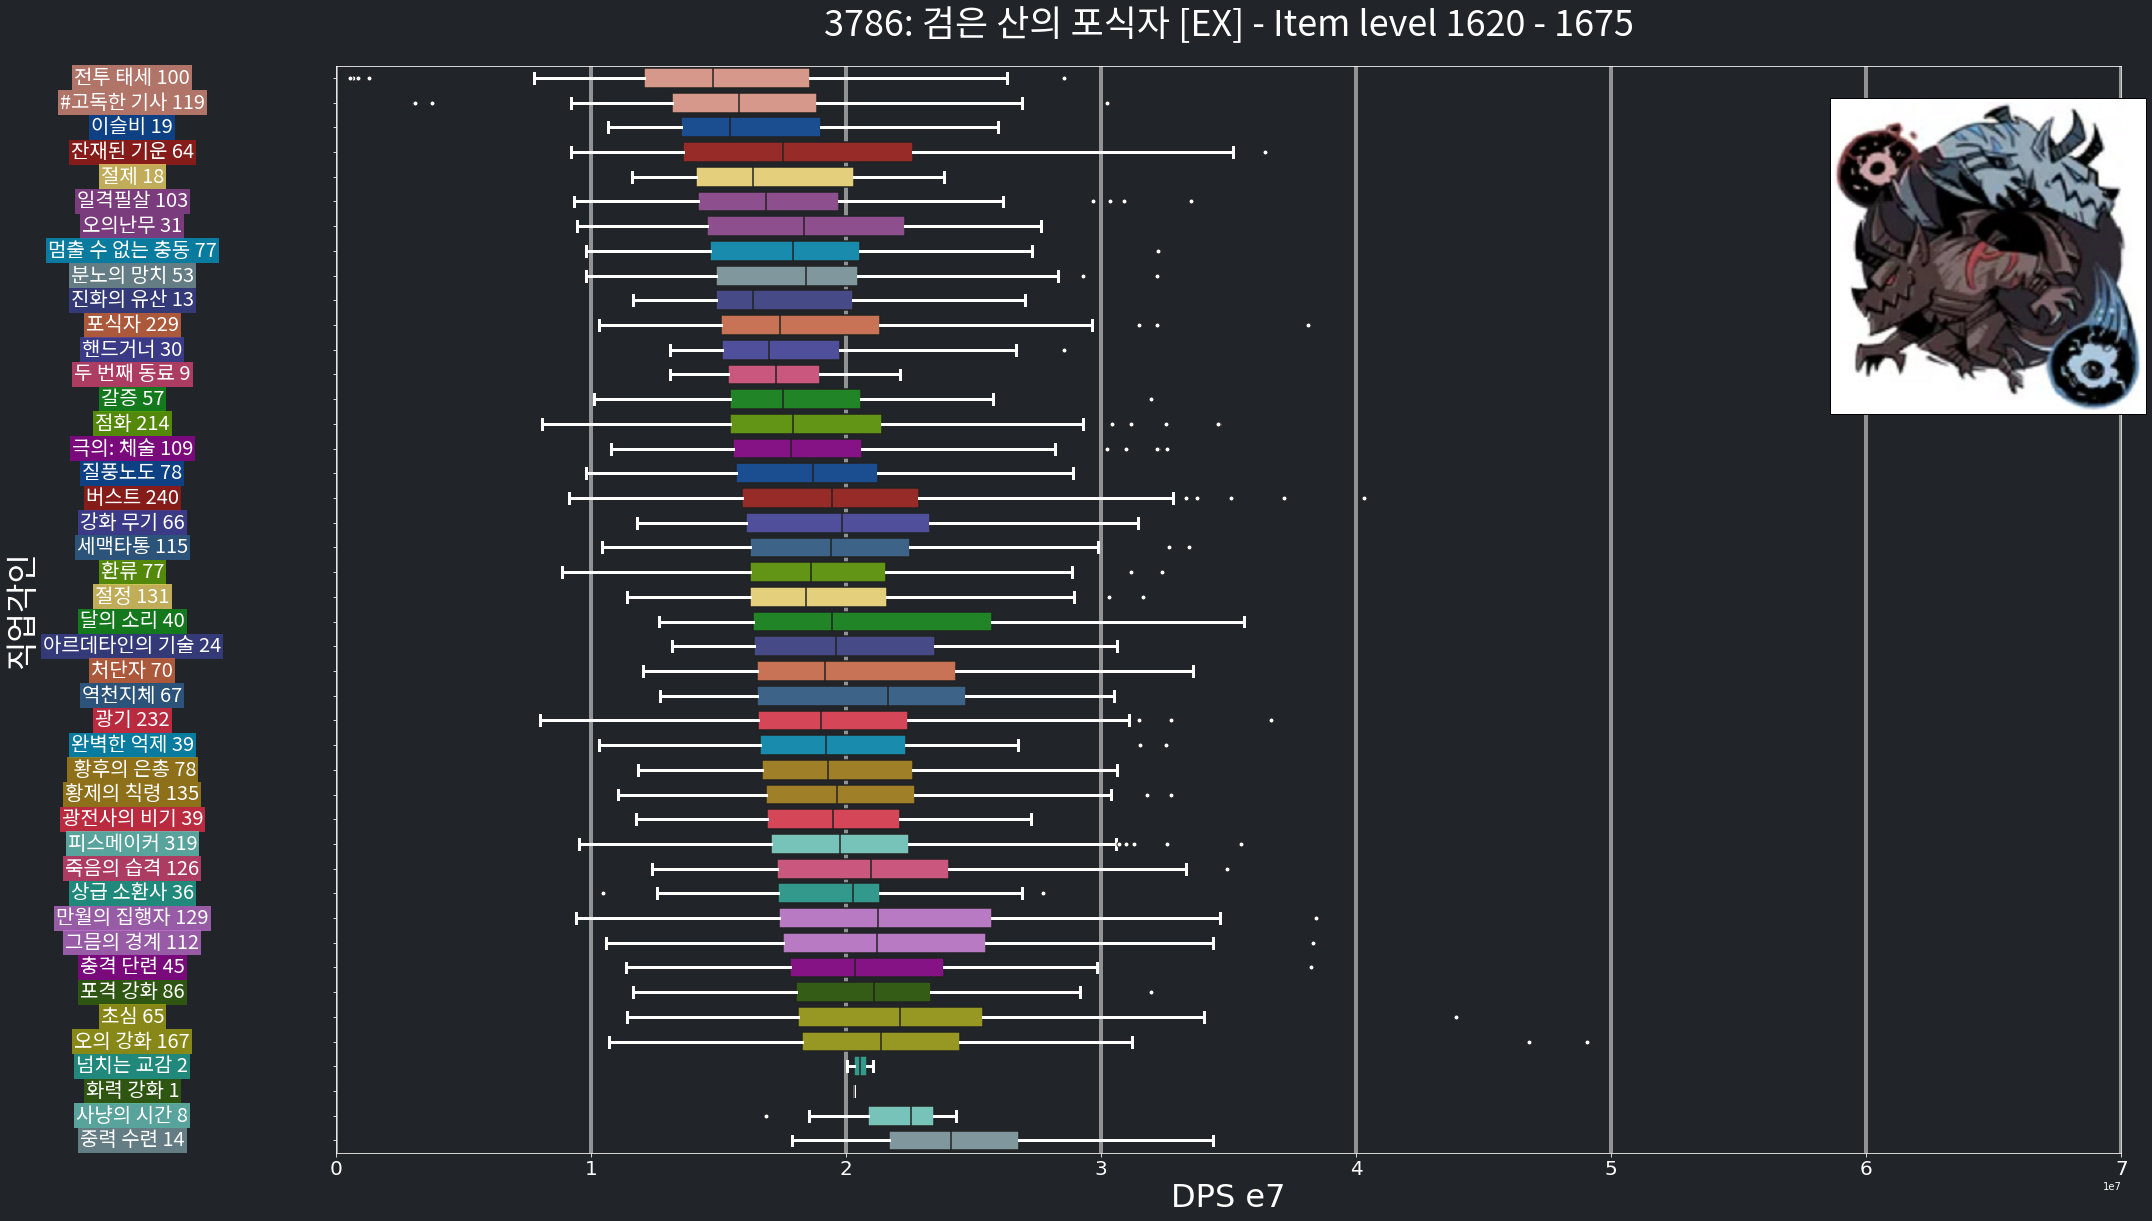 3786: 검은 산의 포식자 [EX] - Item level 1620 - 1675
전투 태세 100
#고독한 기사 119
이슬비 19
잔재된 기운 64
절제 18
일격필살 103
오의난무 31
멈출 수 없는 충동 77
분노의 망치 53
진화의 유산 13
포식자 229
핸드거너 30
두 번째 동료 9
갈증 57
점화 214
극의: 체술 109
질풍노도 78
버스트 240
강화 무기 66
세맥타통 115
환류 77
절정 131
달의 소리 40
아르데타인의 기술 24
처단자 70
역천지체 67
광기 232
완벽한 억제 39
황후의 은총 78
황제의 칙령 135
광전사의 비기 39
피스메이커 319
죽음의 습격 126
상급 소환사 36
만월의 집행자 129
그믐의 경계 112
충격 단련 45
포격 강화 86
초심 65
오의 강화 167
넘치는 교감 2
화력 강화 1
사냥의 시간 8
중력 수련 14
직업각인
0 1 2 3 4 5 6 7
1e7
DPS e7